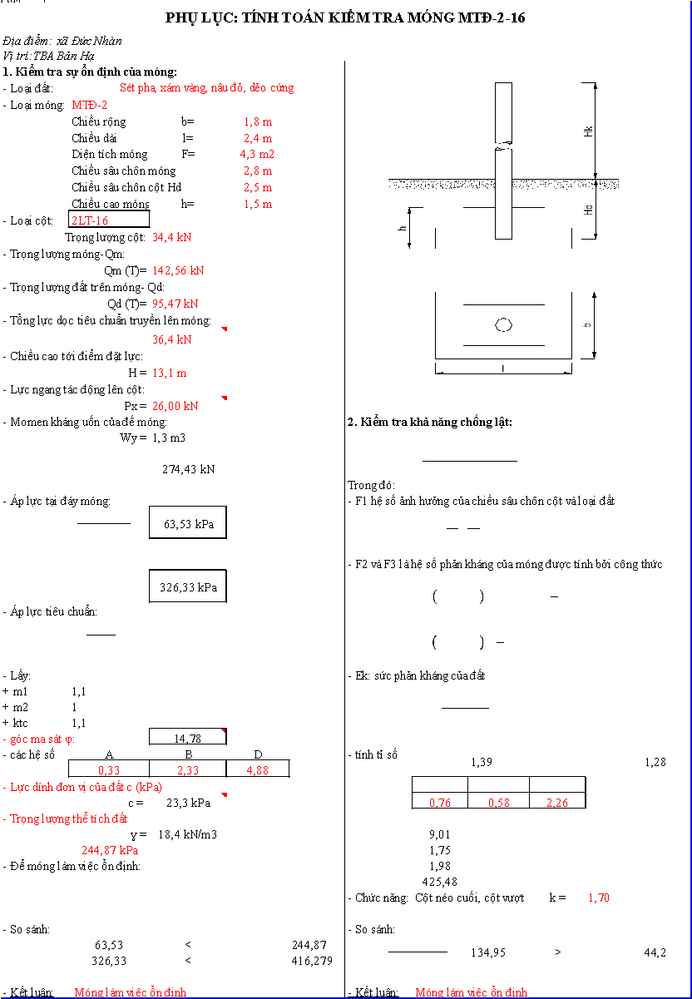 PHỤ LỤC: TÍNH TOÁN KIỂM TRA MÓNG MTĐ-2-16
Địa điểm: xã Đức Nhàn
Vị trí:TBA Bản Hạ
1. Kiểm tra sự ổn định của móng:
- Loại đất: Sét pha, xám vàng, nâu đỏ, dẻo cứng
- Loại móng: MTĐ-2
Chiều rộng b= 1,8 m
Chiều dài l= 2,4 m
Diện tích móng F= 4,3 m2
Chiều sâu chôn móng 2,8 m
Chiều sâu chôn cột Hd 2,5 m
Chiều cao móng h= 1,5 m
- Loại cột: 2LT-16
Trọng lượng cột: 34,4 kN
- Trọng lượng móng-Qm:
Qm (T)= 142,56 kN
- Trọng lượng đất trên móng- Qd:
Qd (T)= 95,47 kN
- Tổng lực dọc tiêu chuẩn truyền lên móng:
36,4 kN
- Chiều cao tới điểm đặt lực:
H = 13,1 m
- Lực ngang tác động lên cột:
Px = 26,00 kN
- Momen kháng uốn của đế móng:
Wy = 1,3 m3
274,43 kN
- Áp lực tại đáy móng:
63,53 kPa
326,33 kPa
- Áp lực tiêu chuẩn:
- Lấy:
+ m1 1,1
+ m2 1
+ ktc 1,1
- góc ma sát φ: 14,78
- các hệ số A B D
0,33 2,33 4,88
- Lực dính đơn vị của đất c (kPa)
c = 23,3 kPa
- Trọng lượng thể tích đất
γ = 18,4 kN/m3
244,87 kPa
- Để móng làm việc ổn định:
- So sánh:
63,53 < 244,87
326,33 < 416,279
- Kết luận: Móng làm việc ổn định
Hk
Hd
h
b
l
2. Kiểm tra khả năng chống lật:
Trong đó:
- F1 hệ số ảnh hưởng của chiều sâu chôn cột và loại đất
- F2 và F3 là hệ số phản kháng của móng được tính bởi công thức
( ) –
( ) –
- Ek: sức phản kháng của đất
- tính tỉ số 1,39 1,28
0,76 0,58 2,26
9,01
1,75
1,98
425,48
- Chức năng: Cột néo cuối, cột vượt k = 1,70
- So sánh:
134,95 > 44,2
- Kết luận: Móng làm việc ổn định